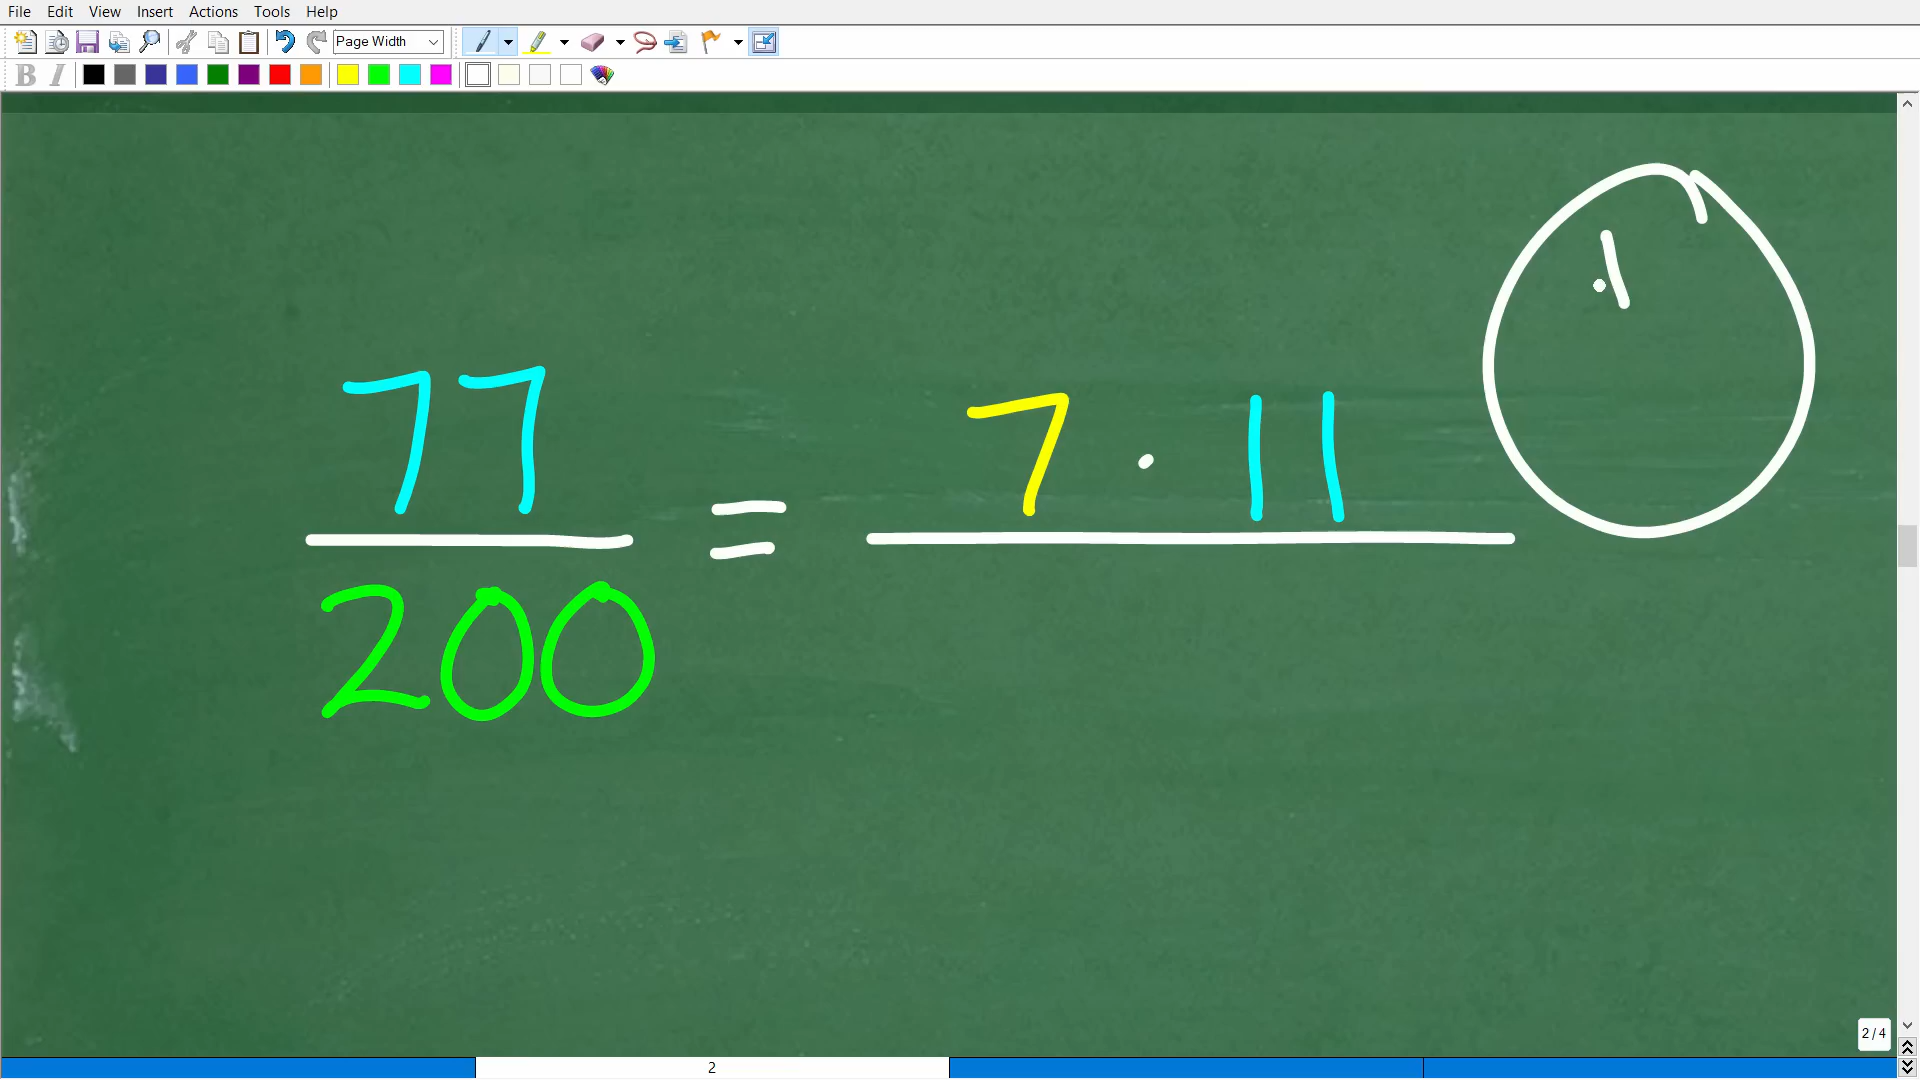 File Edit View Insert Actions Tools Help
Page Width
B I
77/200 = 7 · 11
2 / 4
2